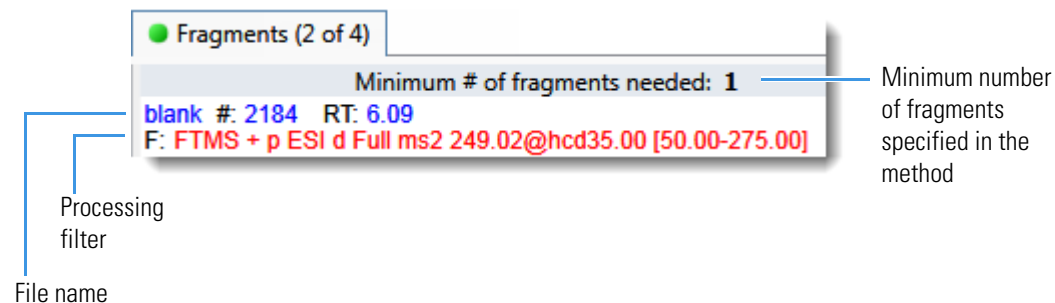 Fragments (2 of 4)
Minimum # of fragments needed: 1
blank #: 2184 RT: 6.09
F: FTMS + p ESI d Full ms2 249.02@hcd35.00 [50.00-275.00]
Minimum number
of fragments
specified in the
method
Processing
filter
File name